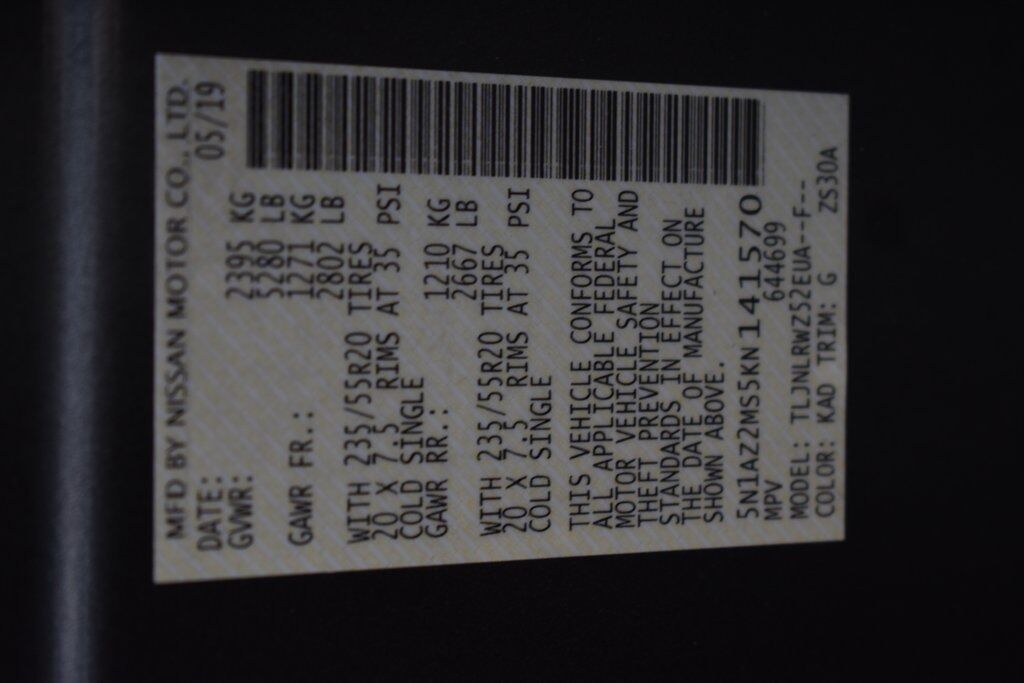 MFD BY NISSAN MOTOR CO., LTD.
DATE: 05/19
GVWR: 2395 KG
5280 LB
GAWR FR.: 1271 KG
2802 LB
WITH 235/55R20 TIRES
20 X 7.5 RIMS AT 35 PSI
COLD SINGLE
GAWR RR.: 1210 KG
2667 LB
WITH 235/55R20 TIRES
20 X 7.5 RIMS AT 35 PSI
COLD SINGLE
THIS VEHICLE CONFORMS TO
ALL APPLICABLE FEDERAL
MOTOR VEHICLE SAFETY AND
THEFT PREVENTION
STANDARDS IN EFFECT ON
THE DATE OF MANUFACTURE
SHOWN ABOVE.
5N1AZ2MS5KN141570
MPV 644699
MODEL: TLJNLRWZ52EUA--F--
COLOR: KAD TRIM: G ZS30A